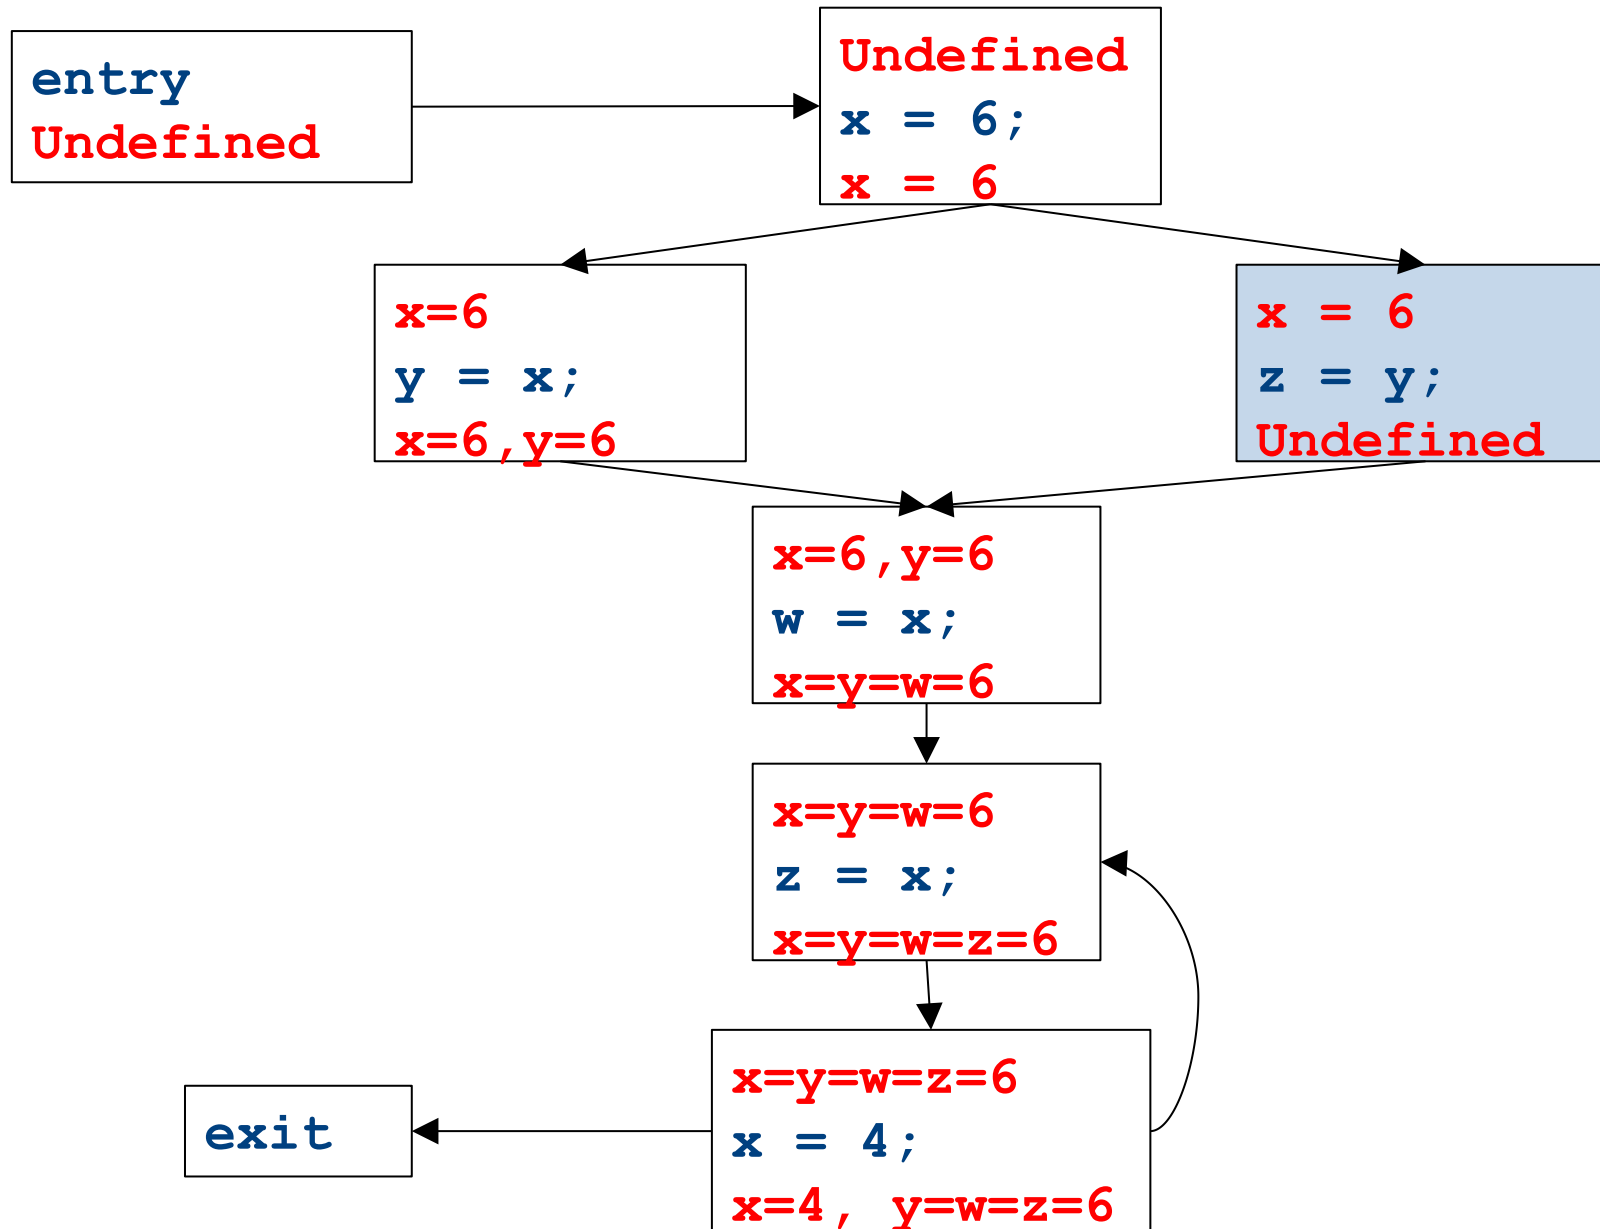 entry
Undefined
Undefined
x = 6;
x = 6
x=6
y = x;
x=6,y=6
x = 6
z = y;
Undefined
x=6,y=6
w = x;
x=y=w=6
x=y=w=6
z = x;
x=y=w=z=6
x=y=w=z=6
x = 4;
x=4, y=w=z=6
exit